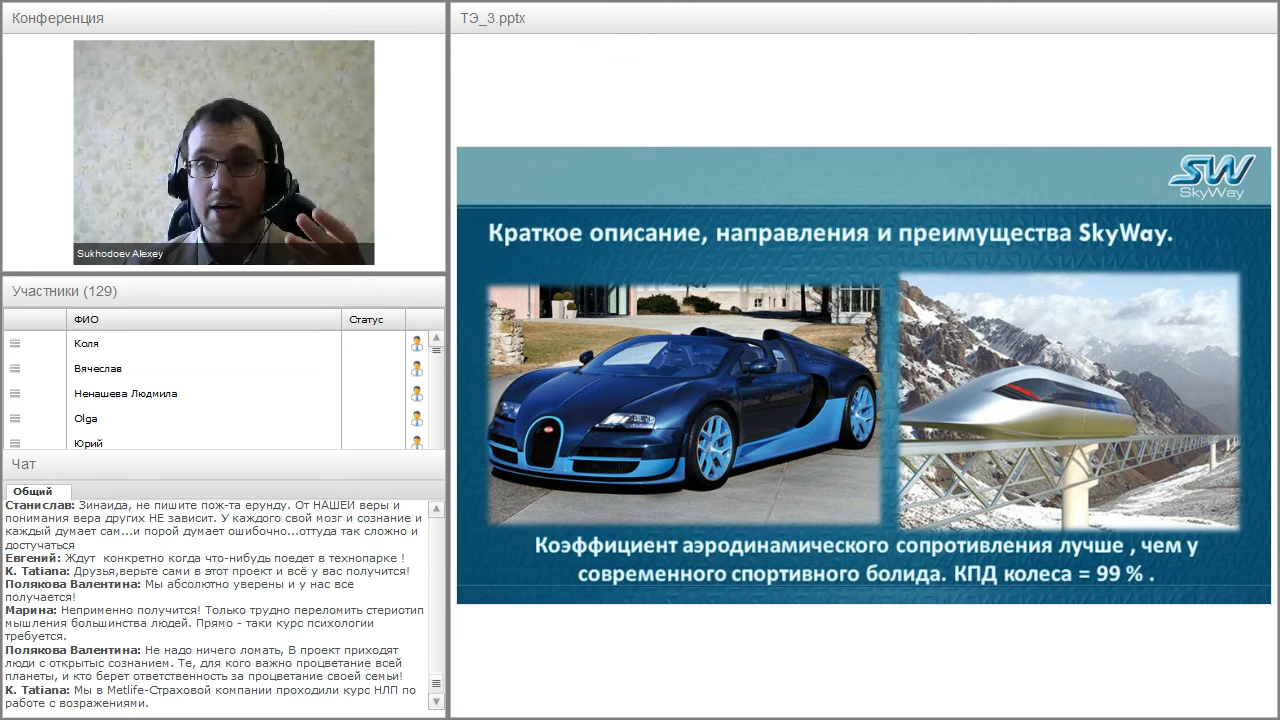 Конференция
Sukhodoev Alexey
Участники (129)
ФИО
Статус
Коля
Вячеслав
Ненашева Людмила
Olga
Юрий
Чат
Общий
Станислав: Зинаида, не пишите пож-та ерунду. От НАШЕЙ веры и
понимания вера других НЕ зависит. У каждого свой мозг и сознание и
каждый думает сам...и порой думает ошибочно...оттуда так сложно и
достучаться
Евгений: Ждут конкретно когда что-нибудь поедет в технопарке !
К. Tatiana: Друзья,верьте сами в этот проект и всё у вас получится!
Полякова Валентина: Мы абсолютно уверены и у нас все
получается!
Марина: Неприменно получится! Только трудно переломить стериотип
мышления большинства людей. Прямо - таки курс психологии
требуется.
Полякова Валентина: Не надо ничего ломать, В проект приходят
люди с открытыс сознанием. Те, для кого важно процветание всей
планеты, и кто берет ответственность за процветание своей семьи!
К. Tatiana: Мы в Metlife-Страховой компании проходили курс НЛП по
работе с возражениями.
ТЭ_3.pptx
SW
SkyWay
Краткое описание, направления и преимущества SkyWay.
Коэффициент аэродинамического сопротивления лучше , чем у
современного спортивного болида. КПД колеса = 99 % .